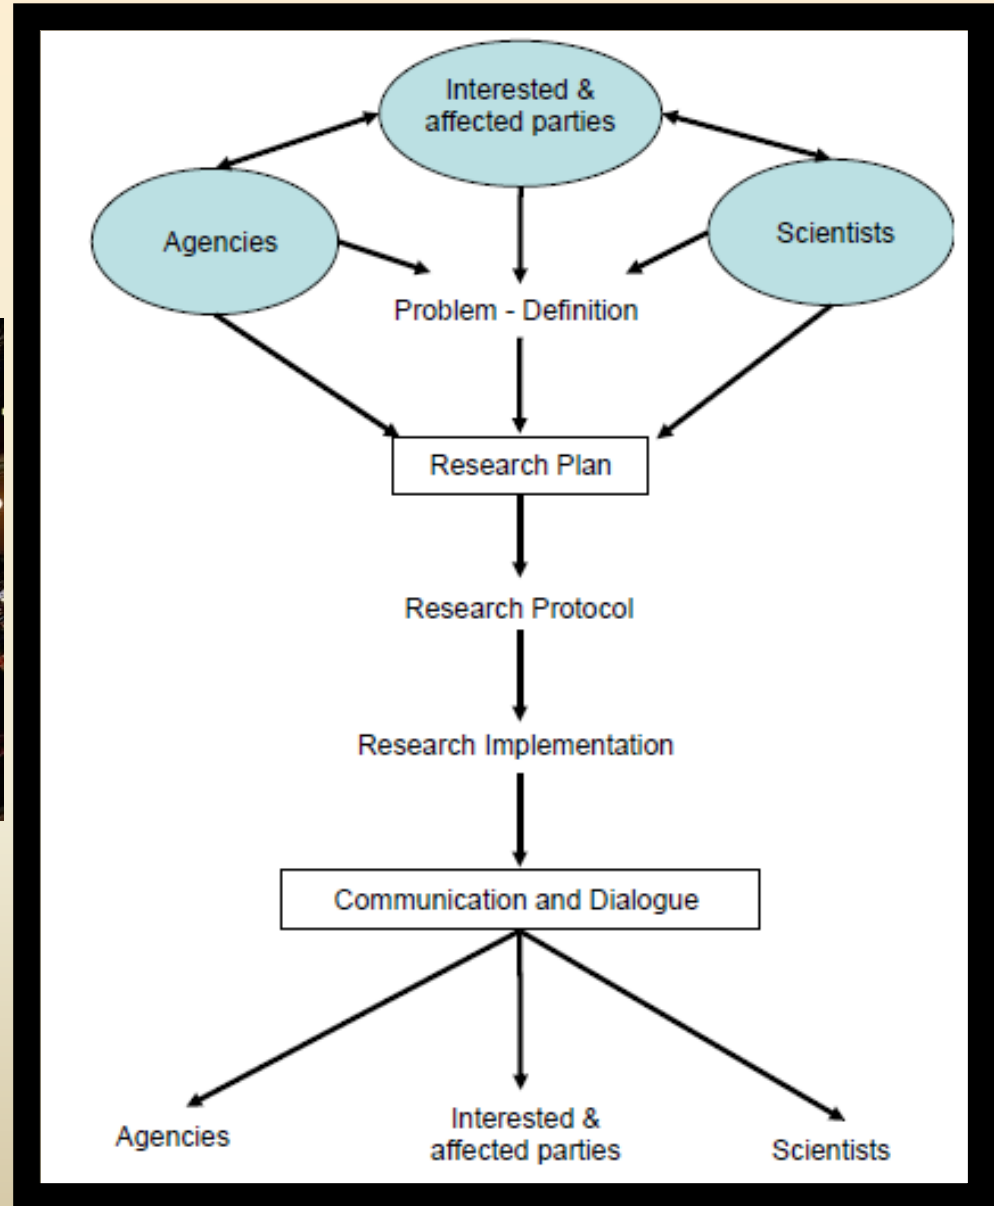 Interested &
affected parties
Agencies
Scientists
Problem - Definition
Research Plan
Research Protocol
Research Implementation
Communication and Dialogue
Agencies
Interested &
affected parties
Scientists